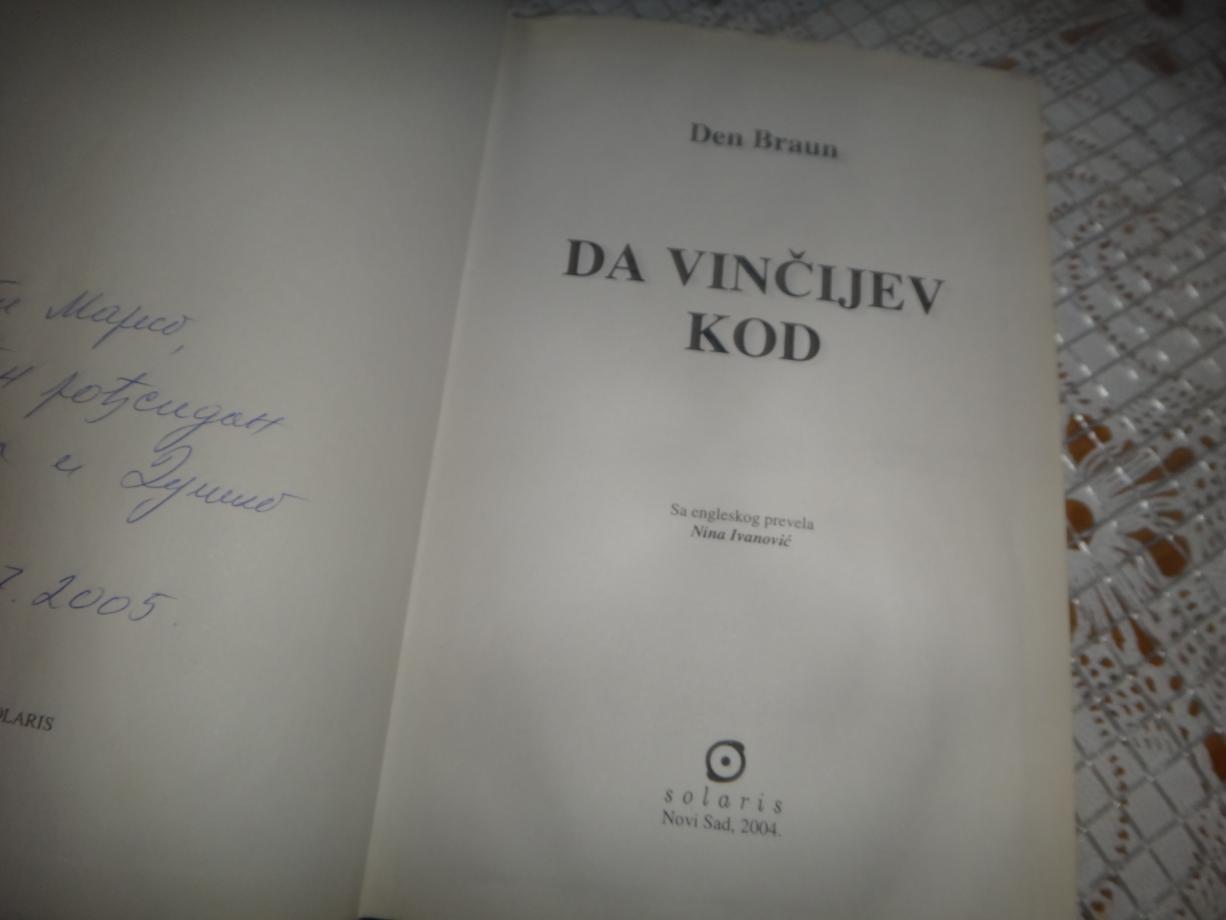 Марко,
рођендан
и Душко
7. 2005.
OLARIS
Den Braun
DA VINČIJEV
KOD
Sa engleskog prevela
Nina Ivanović
solaris
Novi Sad, 2004.